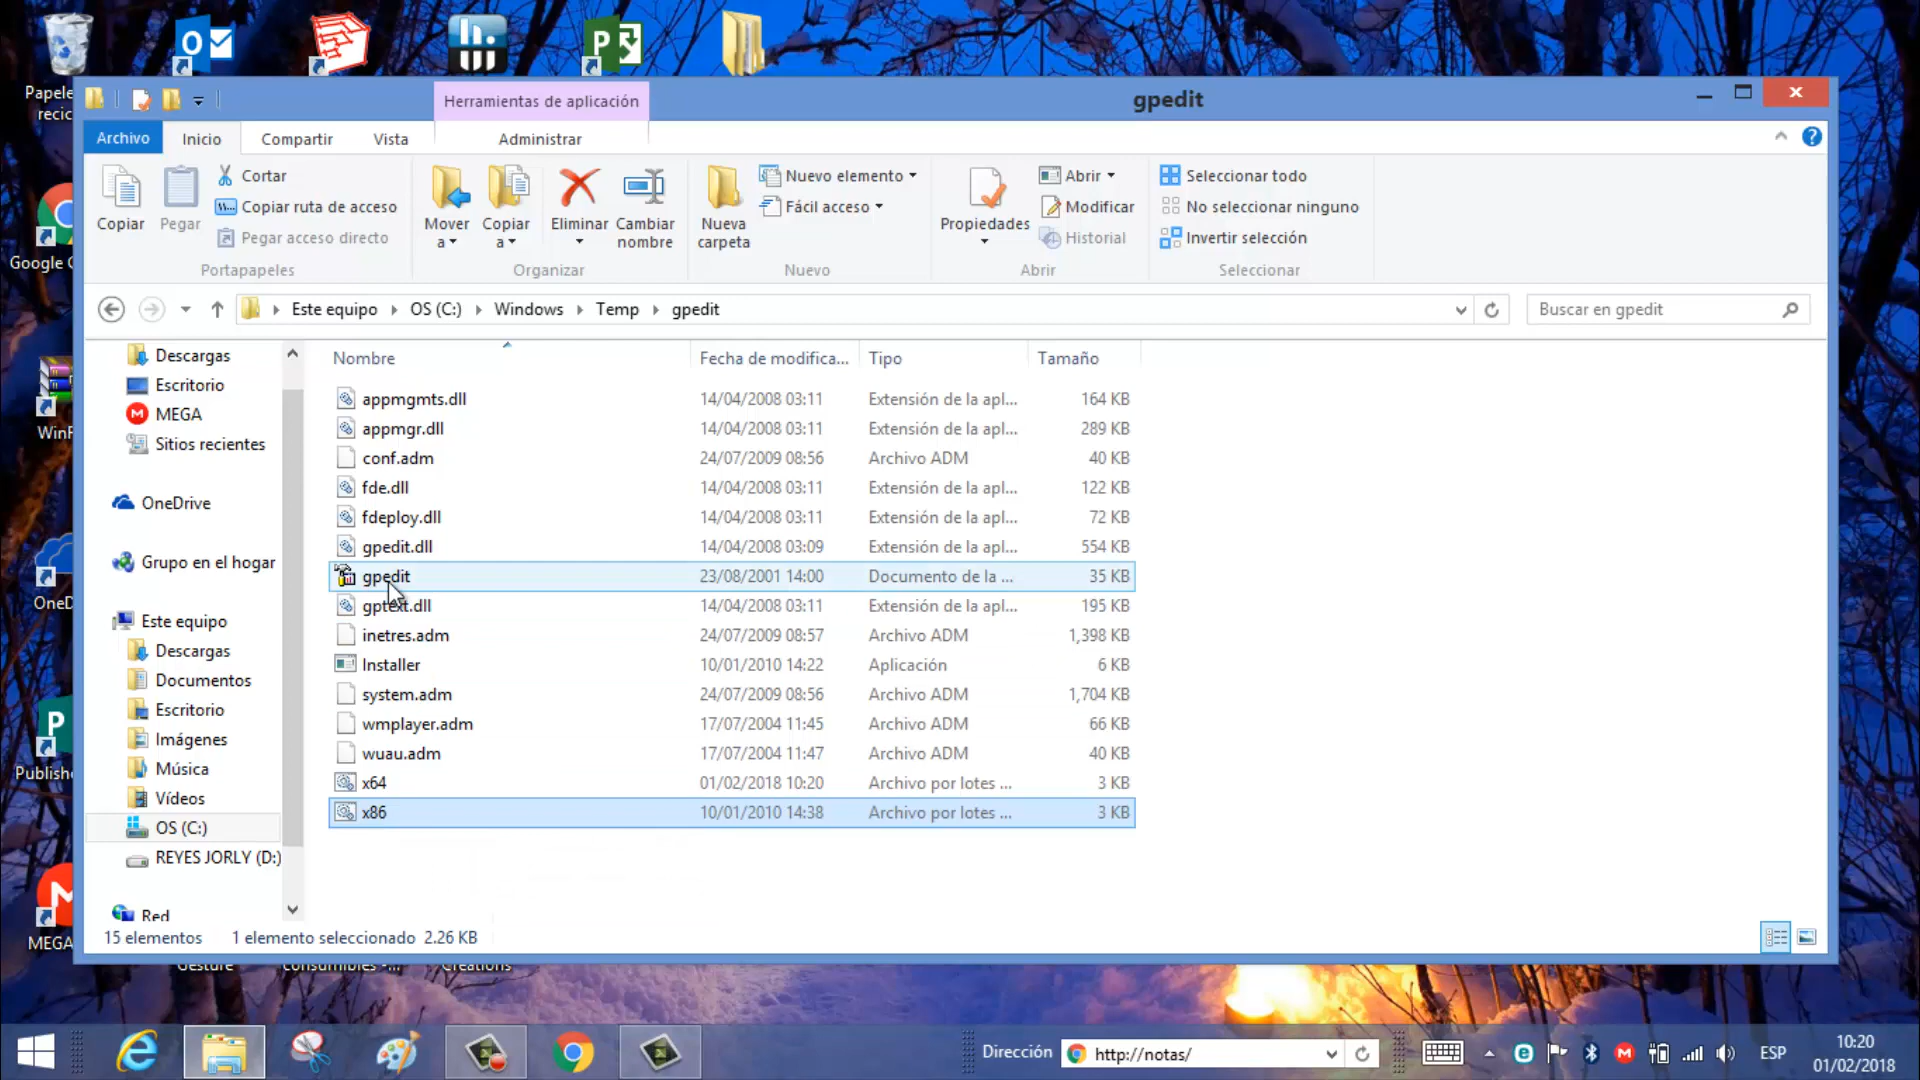 Papele
recic
Herramientas de aplicación
gpedit
Archivo
Inicio
Compartir
Vista
Administrar
Copiar
Pegar
Cortar
Copiar ruta de acceso
Pegar acceso directo
Portapapeles
Mover
a
Copiar
a
Eliminar
Cambiar
nombre
Organizar
Nueva
carpeta
Nuevo elemento
Fácil acceso
Nuevo
Propiedades
Abrir
Modificar
Historial
Abrir
Seleccionar todo
No seleccionar ninguno
Invertir selección
Seleccionar
Este equipo
OS (C:)
Windows
Temp
gpedit
Buscar en gpedit
Nombre
Fecha de modifica...
Tipo
Tamaño
appmgmts.dll 14/04/2008 03:11 Extensión de la apl... 164 KB
appmgr.dll 14/04/2008 03:11 Extensión de la apl... 289 KB
conf.adm 24/07/2009 08:56 Archivo ADM 40 KB
fde.dll 14/04/2008 03:11 Extensión de la apl... 122 KB
fdeploy.dll 14/04/2008 03:11 Extensión de la apl... 72 KB
gpedit.dll 14/04/2008 03:09 Extensión de la apl... 554 KB
gpedit 23/08/2001 14:00 Documento de la ... 35 KB
gptext.dll 14/04/2008 03:11 Extensión de la apl... 195 KB
inetres.adm 24/07/2009 08:57 Archivo ADM 1,398 KB
Installer 10/01/2010 14:22 Aplicación 6 KB
system.adm 24/07/2009 08:56 Archivo ADM 1,704 KB
wmplayer.adm 17/07/2004 11:45 Archivo ADM 66 KB
wuau.adm 17/07/2004 11:47 Archivo ADM 40 KB
x64 01/02/2018 10:20 Archivo por lotes ... 3 KB
x86 10/01/2010 14:38 Archivo por lotes ... 3 KB
Descargas
Escritorio
MEGA
Sitios recientes
OneDrive
Grupo en el hogar
Este equipo
Descargas
Documentos
Escritorio
Imágenes
Música
Vídeos
OS (C:)
REYES JORLY (D:)
Red
15 elementos
1 elemento seleccionado 2.26 KB
Google C
WinF
OneD
Publishe
MEGA
Gesture
consumibles -...
Creations
Dirección
http://notas/
ESP
10:20
01/02/2018